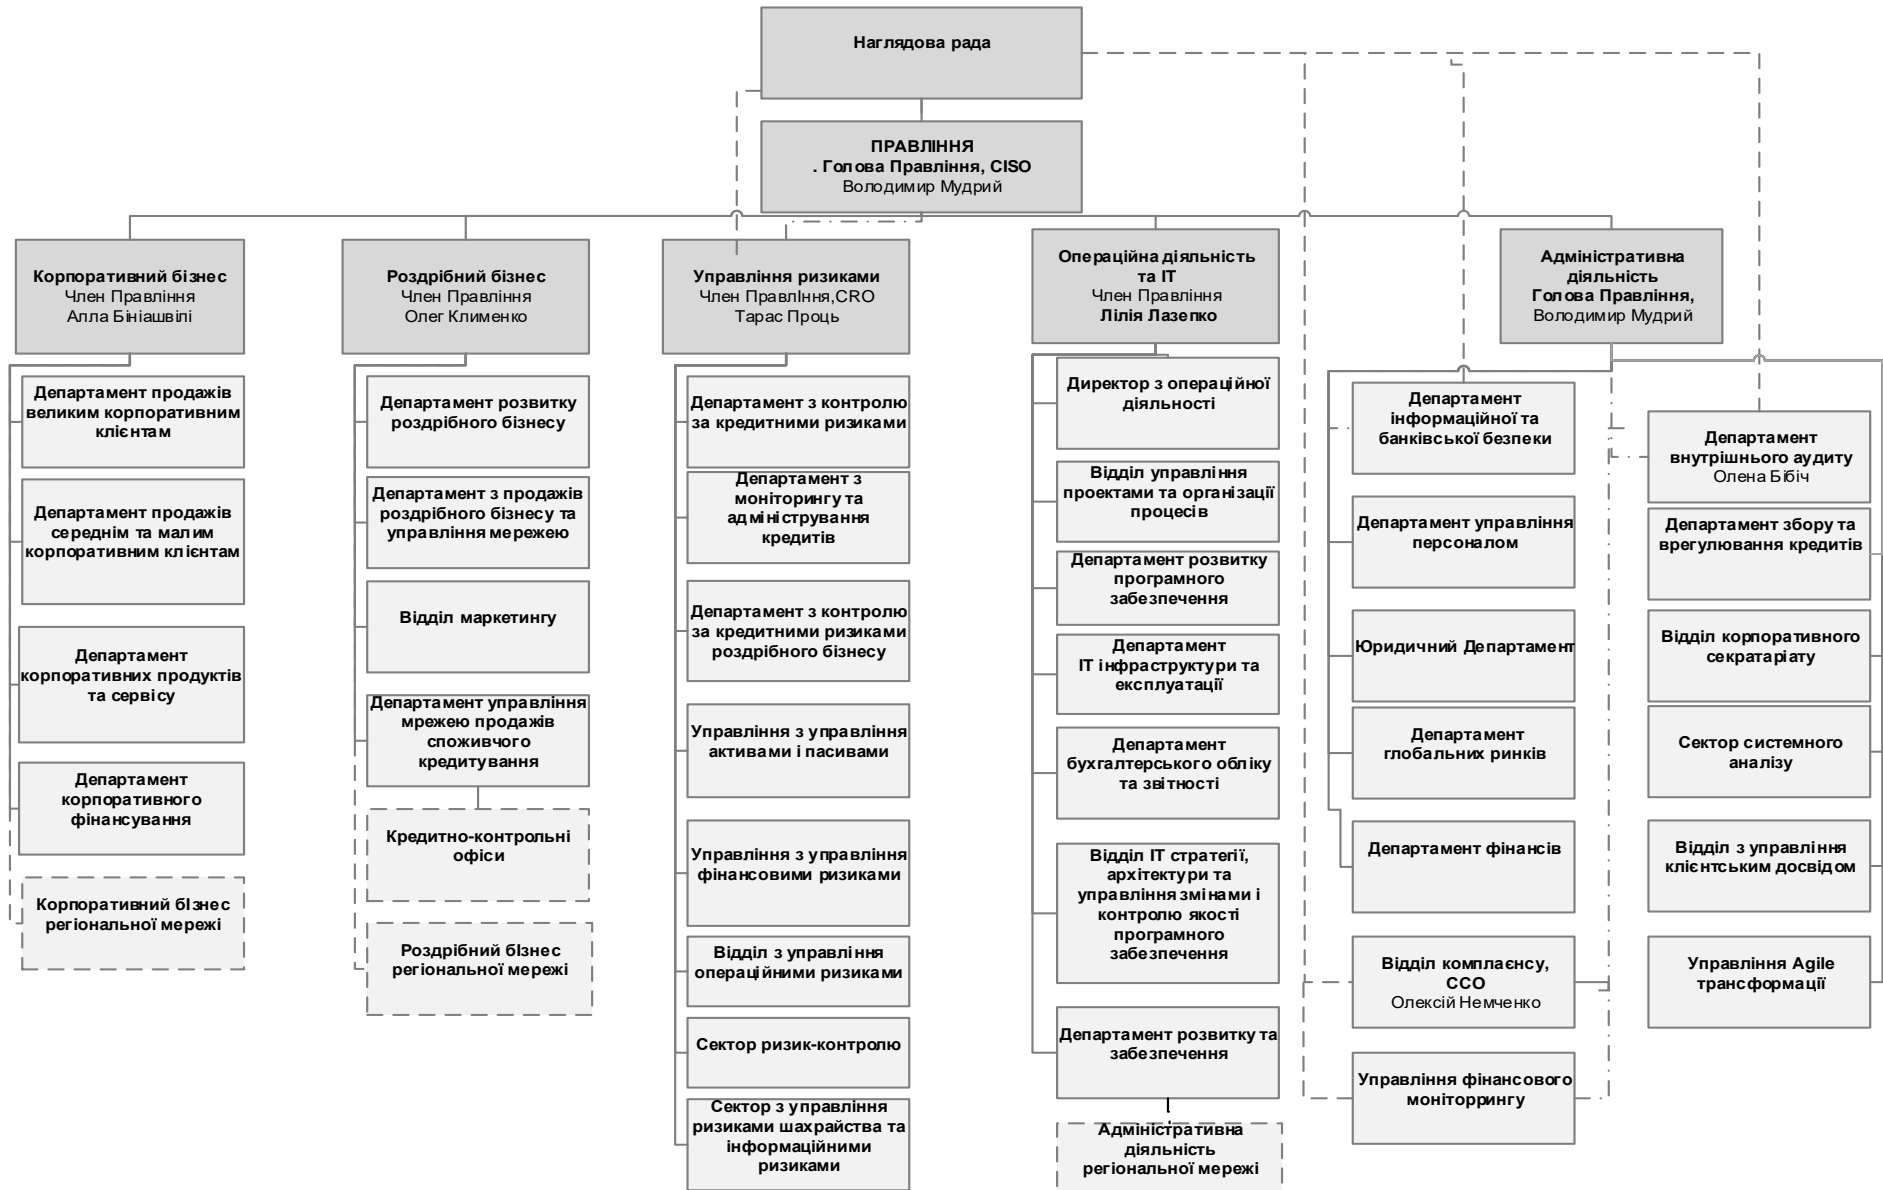 Наглядова рада
ПРАВЛІННЯ
. Голова Правління, CISO
Володимир Мудрий
Корпоративний бізнес
Член Правління
Алла Бініашвілі
Департамент продажів
великим корпоративним
клієнтам
Департамент продажів
середнім та малим
корпоративним клієнтам
Департамент
корпоративних продуктів
та сервісу
Департамент
корпоративного
фінансування
Корпоративний бІзнес
регіональної мережі
Роздрібний бізнес
Член Правління
Олег Клименко
Департамент розвитку
роздрібного бізнесу
Департамент з продажів
роздрібного бізнесу та
управління мережею
Відділ маркетингу
Департамент управління
мрежею продажів
споживчого
кредитування
Кредитно-контрольні
офіси
Роздрібний бІзнес
регіональної мережі
Управління ризиками
Член ПравлІння,CRO
Тарас Проць
Департамент з контролю
за кредитними ризиками
Департамент з
моніторингу та
адміністрування
кредитів
Департамент з контролю
за кредитними ризиками
роздрібного бізнесу
Управління з управління
активами і пасивами
Управління з управління
фінансовими ризиками
Відділ з управління
операційними ризиками
Сектор ризик-контролю
Сектор з управління
ризиками шахрайства та
інформаційними
ризиками
Операційна діяльність
та ІТ
Член Правління
Лілія Лазепко
Директор з операційної
діяльності
Відділ управління
проектами та організації
процесів
Департамент розвитку
програмного
забезпечення
Департамент
ІТ інфраструктури та
експлуатації
Департамент
бухгалтерського обліку
та звітності
Відділ ІТ стратегії,
архітектури та
управління змінами і
контролю якості
програмного
забезпечення
Департамент розвитку та
забезпечення
Адміністративна
діяльність
регіональної мережі
Адміністративна
діяльність
Голова Правління,
Володимир Мудрий
Департамент
інформаційної та
банківської безпеки
Департамент управління
персоналом
Юридичний Департамент
Департамент
глобальних ринків
Департамент фінансів
Відділ комплаєнсу,
ССО
Олексій Немченко
Управління фінансового
моніторрингу
Департамент
внутрішнього аудиту
Олена Бібіч
Департамент збору та
врегулювання кредитів
Відділ корпоративного
секратаріату
Сектор системного
аналізу
Відділ з управління
клієнтським досвідом
Управління Agile
трансформації